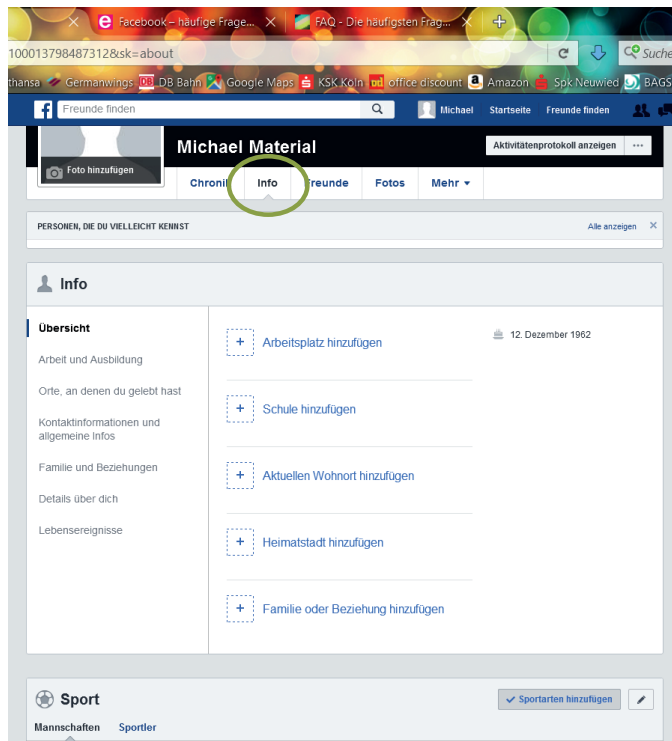 Facebook – häufige Frage...
FAQ - Die häufigsten Frag...
100013798487312&sk=about
Suche
thansa Germanwings DB DB Bahn Google Maps KSK Köln od office discount a Amazon Spk Neuwied BAGS
f Freunde finden Michael Startseite Freunde finden
Michael Material Aktivitätenprotokoll anzeigen ...
Foto hinzufügen
Chronik Info Freunde Fotos Mehr
PERSONEN, DIE DU VIELLEICHT KENNST Alle anzeigen
Info
Übersicht
Arbeit und Ausbildung
Orte, an denen du gelebt hast
Kontaktinformationen und
allgemeine Infos
Familie und Beziehungen
Details über dich
Lebensereignisse
+ Arbeitsplatz hinzufügen
+ Schule hinzufügen
+ Aktuellen Wohnort hinzufügen
+ Heimatstadt hinzufügen
+ Familie oder Beziehung hinzufügen
12. Dezember 1962
Sport Sportarten hinzufügen
Mannschaften Sportler